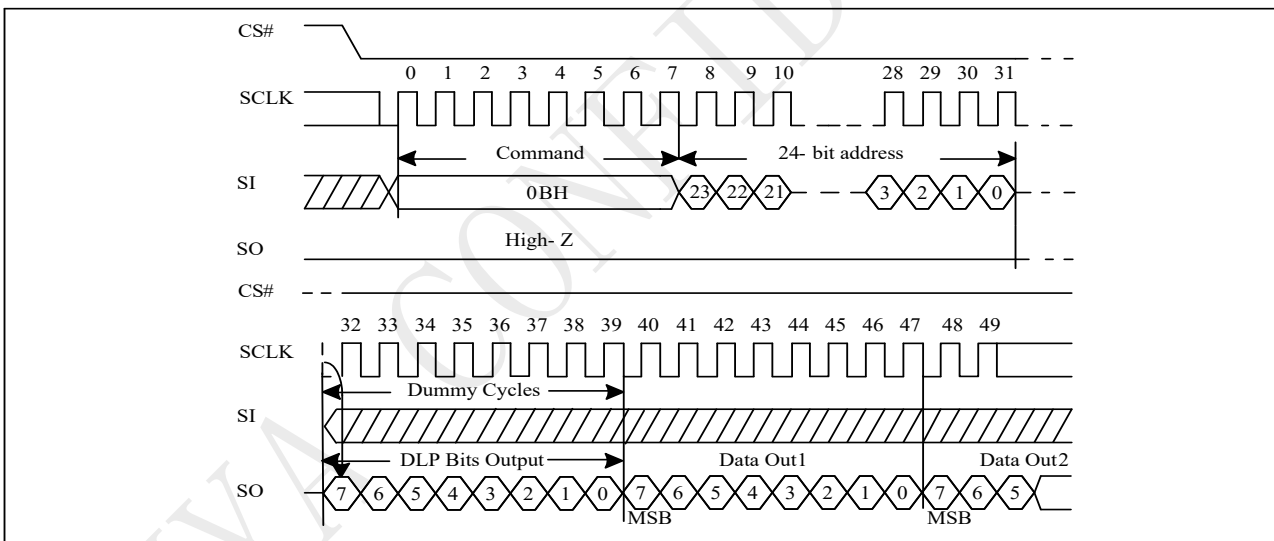 CS#
0 1 2 3 4 5 6 7 8 9 10 28 29 30 31
SCLK
Command 24- bit address
SI 0BH 23 22 21 3 2 1 0
High- Z
SO
CS#
32 33 34 35 36 37 38 39 40 41 42 43 44 45 46 47 48 49
SCLK
Dummy Cycles
SI
DLP Bits Output Data Out1 Data Out2
SO 7 6 5 4 3 2 1 0 7 6 5 4 3 2 1 0 7 6 5
MSB MSB